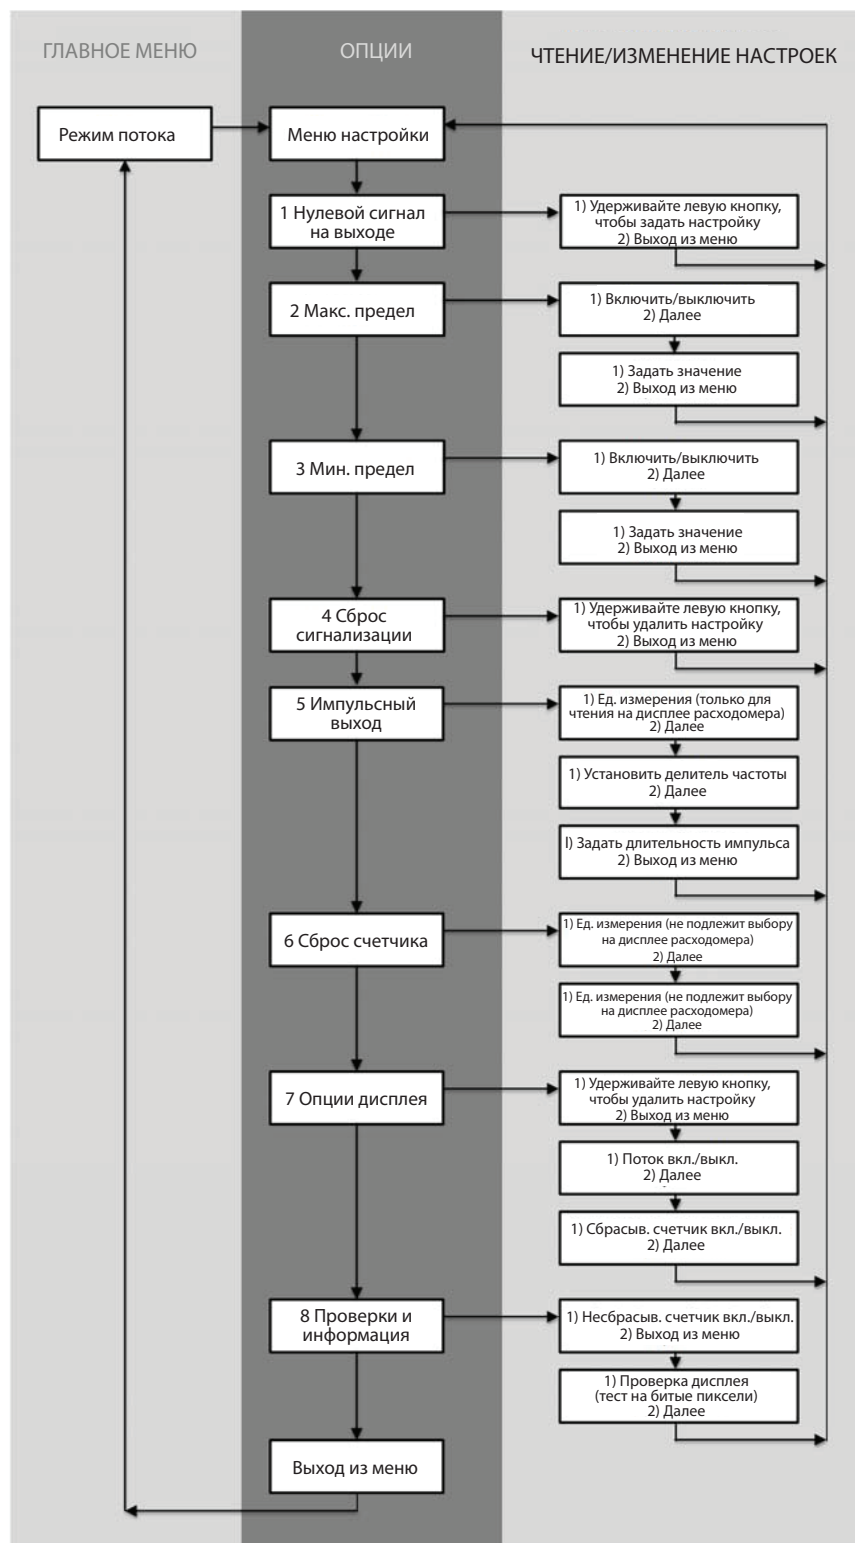 ГЛАВНОЕ МЕНЮ
ОПЦИИ
ЧТЕНИЕ/ИЗМЕНЕНИЕ НАСТРОЕК
Режим потока
Меню настройки
1 Нулевой сигнал
на выходе
1) Удерживайте левую кнопку,
чтобы задать настройку
2) Выход из меню
2 Макс. предел
1) Включить/выключить
2) Далее
1) Задать значение
2) Выход из меню
3 Мин. предел
1) Включить/выключить
2) Далее
1) Задать значение
2) Выход из меню
4 Сброс
сигнализации
1) Удерживайте левую кнопку,
чтобы удалить настройку
2) Выход из меню
5 Импульсный
выход
1) Ед. измерения (только для
чтения на дисплее расходомера)
2) Далее
1) Установить делитель частоты
2) Далее
l) Задать длительность импульса
2) Выход из меню
6 Сброс счетчика
1) Ед. измерения (не подлежит выбору
на дисплее расходомера)
2) Далее
1) Ед. измерения (не подлежит выбору
на дисплее расходомера)
2) Далее
7 Опции дисплея
1) Удерживайте левую кнопку,
чтобы удалить настройку
2) Выход из меню
1) Поток вкл./выкл.
2) Далее
1) Сбрасыв. счетчик вкл./выкл.
2) Далее
8 Проверки и
информация
1) Несбрасыв. счетчик вкл./выкл.
2) Выход из меню
1) Проверка дисплея
(тест на битые пиксели)
2) Далее
Выход из меню